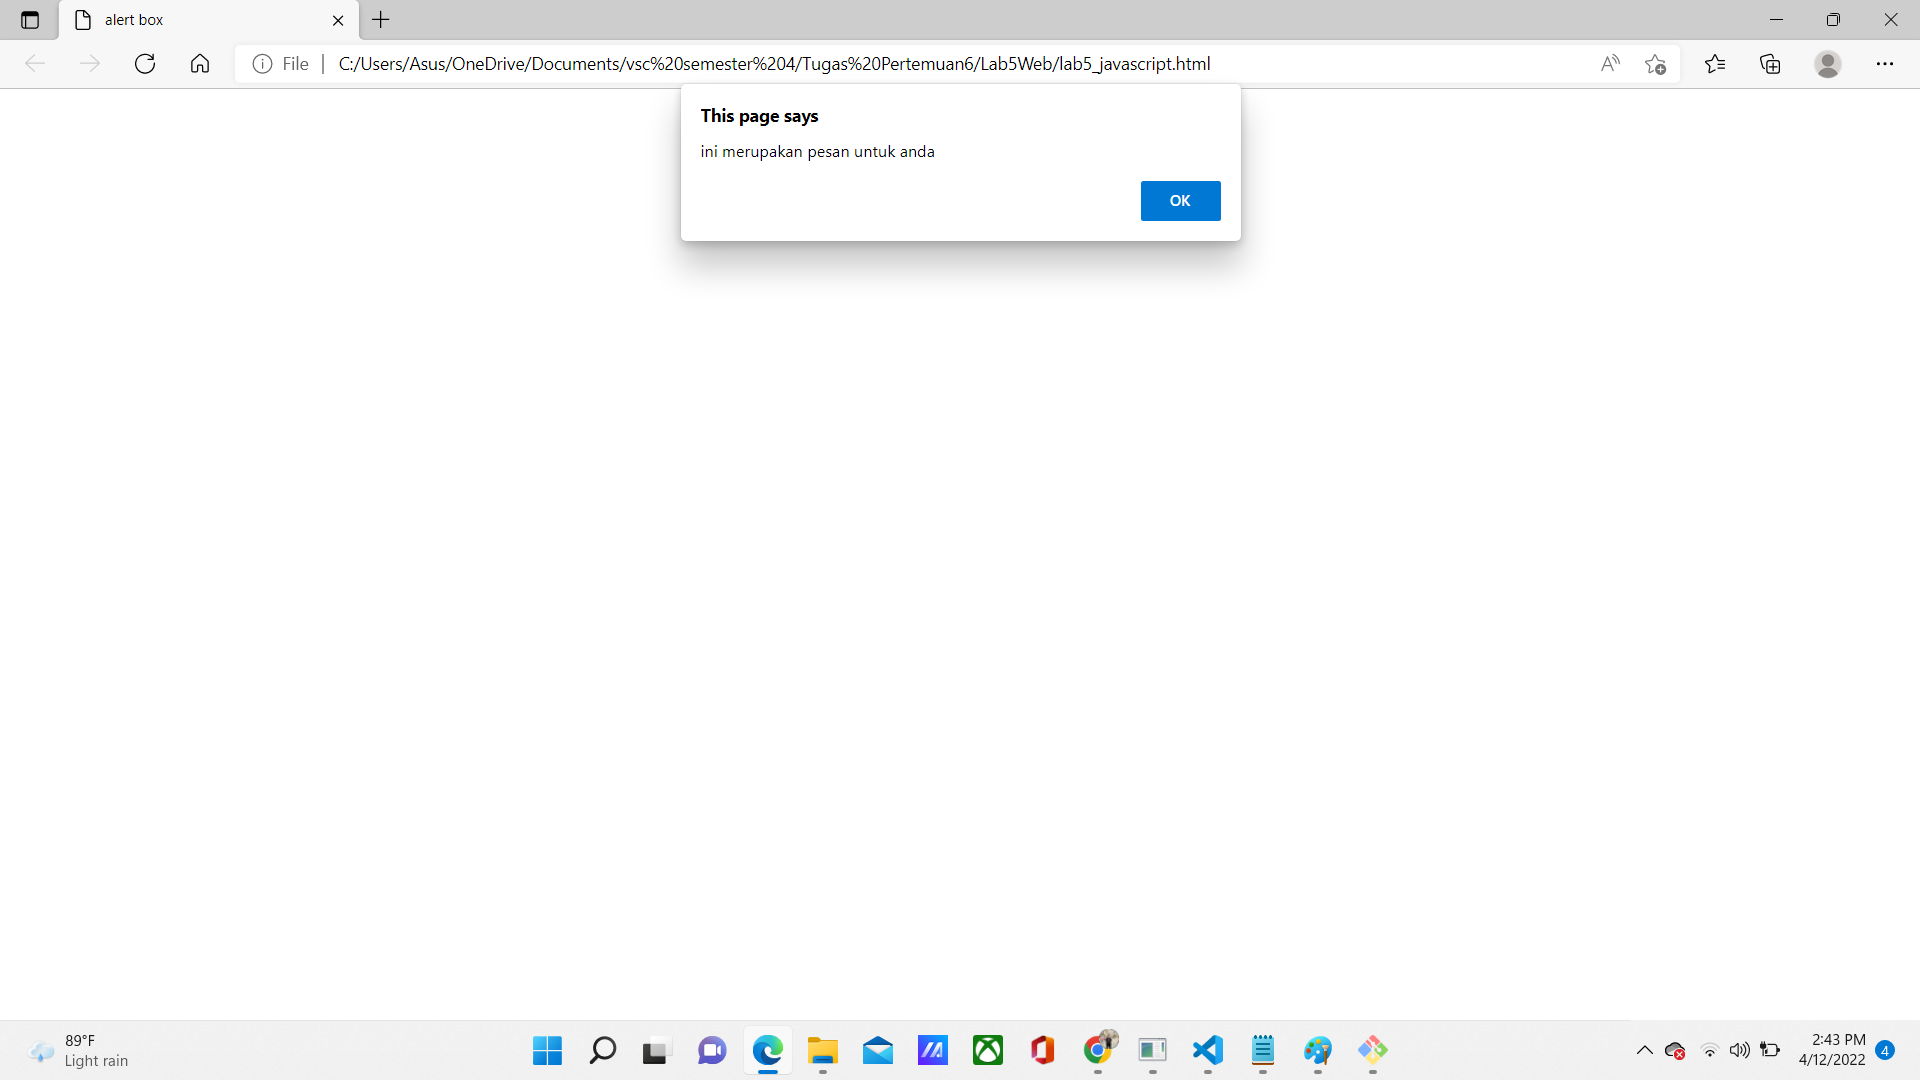 alert box
File
C:/Users/Asus/OneDrive/Documents/vsc%20semester%204/Tugas%20Pertemuan6/Lab5Web/lab5_javascript.html
This page says
ini merupakan pesan untuk anda
OK
89°F
Light rain
2:43 PM
4/12/2022
4